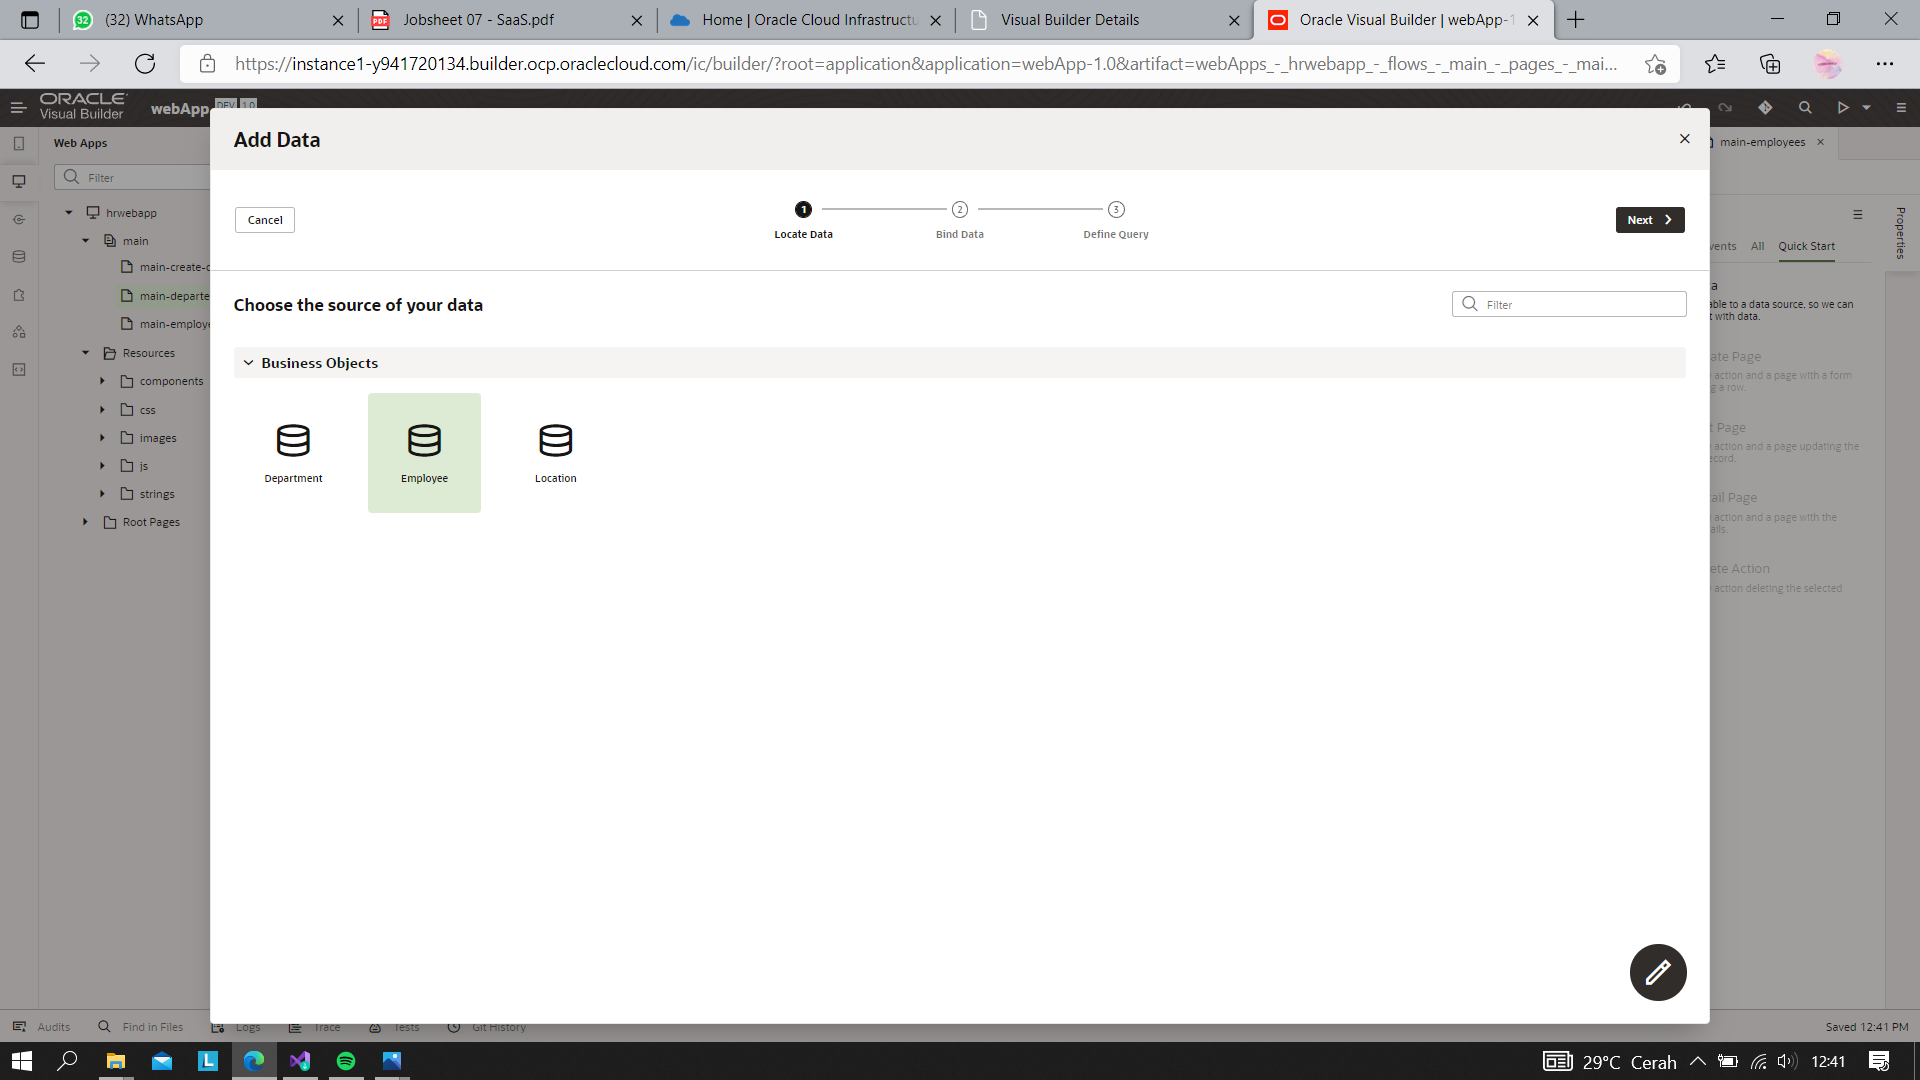 (32) WhatsApp
Jobsheet 07 - SaaS.pdf
Home | Oracle Cloud Infrastructu
Visual Builder Details
Oracle Visual Builder | webApp-1
https://instance1-y941720134.builder.ocp.oraclecloud.com/ic/builder/?root=application&application=webApp-1.0&artifact=webApps_-_hrwebapp_-_flows_-_main_-_pages_-_mai...
ORACLE
Visual Builder
webApp DEV 1.0
Web Apps
Filter
hrwebapp
main
main-create-
main-departe
main-employe
Resources
components
css
images
js
strings
Root Pages
Add Data
Cancel
1
2
3
Locate Data
Bind Data
Define Query
Next
Choose the source of your data
Filter
Business Objects
Department
Employee
Location
main-employees
Properties
vents
All
Quick Start
able to a data source, so we can
t with data.
ate Page
action and a page with a form
g a row.
t Page
action and a page updating the
ecord.
ail Page
action and a page with the
ails.
ete Action
action deleting the selected
Audits
Find in Files
Logs
Trace
Tests
Git History
Saved 12:41 PM
29°C Cerah
12:41